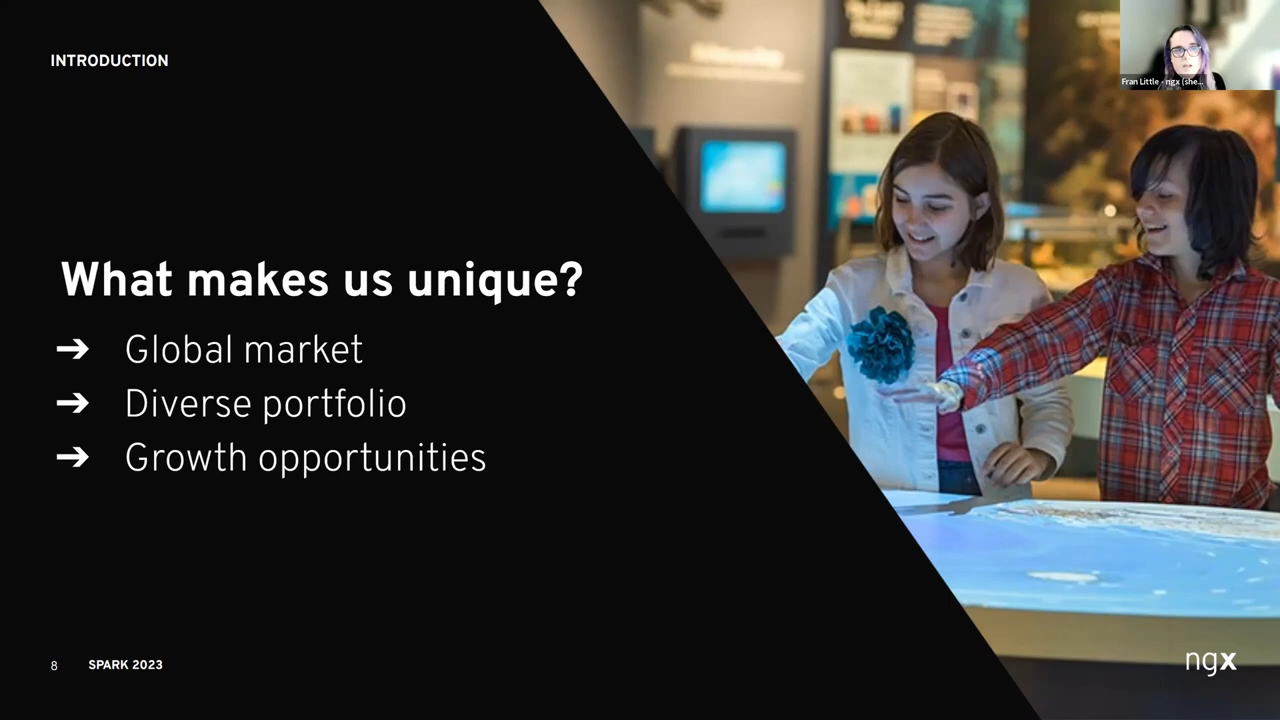 INTRODUCTION
Fran Little - ngx (she...
What makes us unique?
➔ Global market
➔ Diverse portfolio
➔ Growth opportunities
8 SPARK 2023
ngx